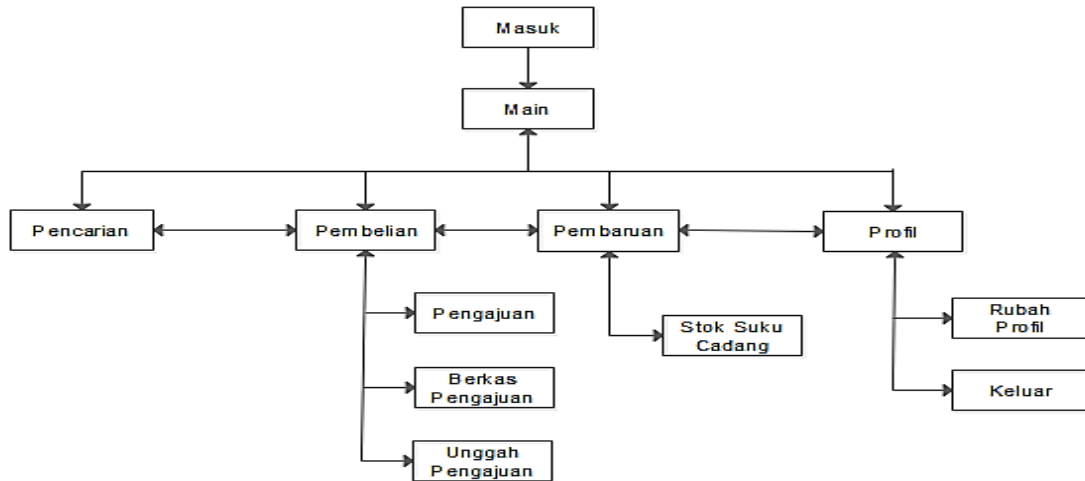 Masuk
Main
Pencarian
Pembelian
Pembaruan
Profil
Pengajuan
Berkas
Pengajuan
Unggah
Pengajuan
Stok Suku
Cadang
Rubah
Profil
Keluar